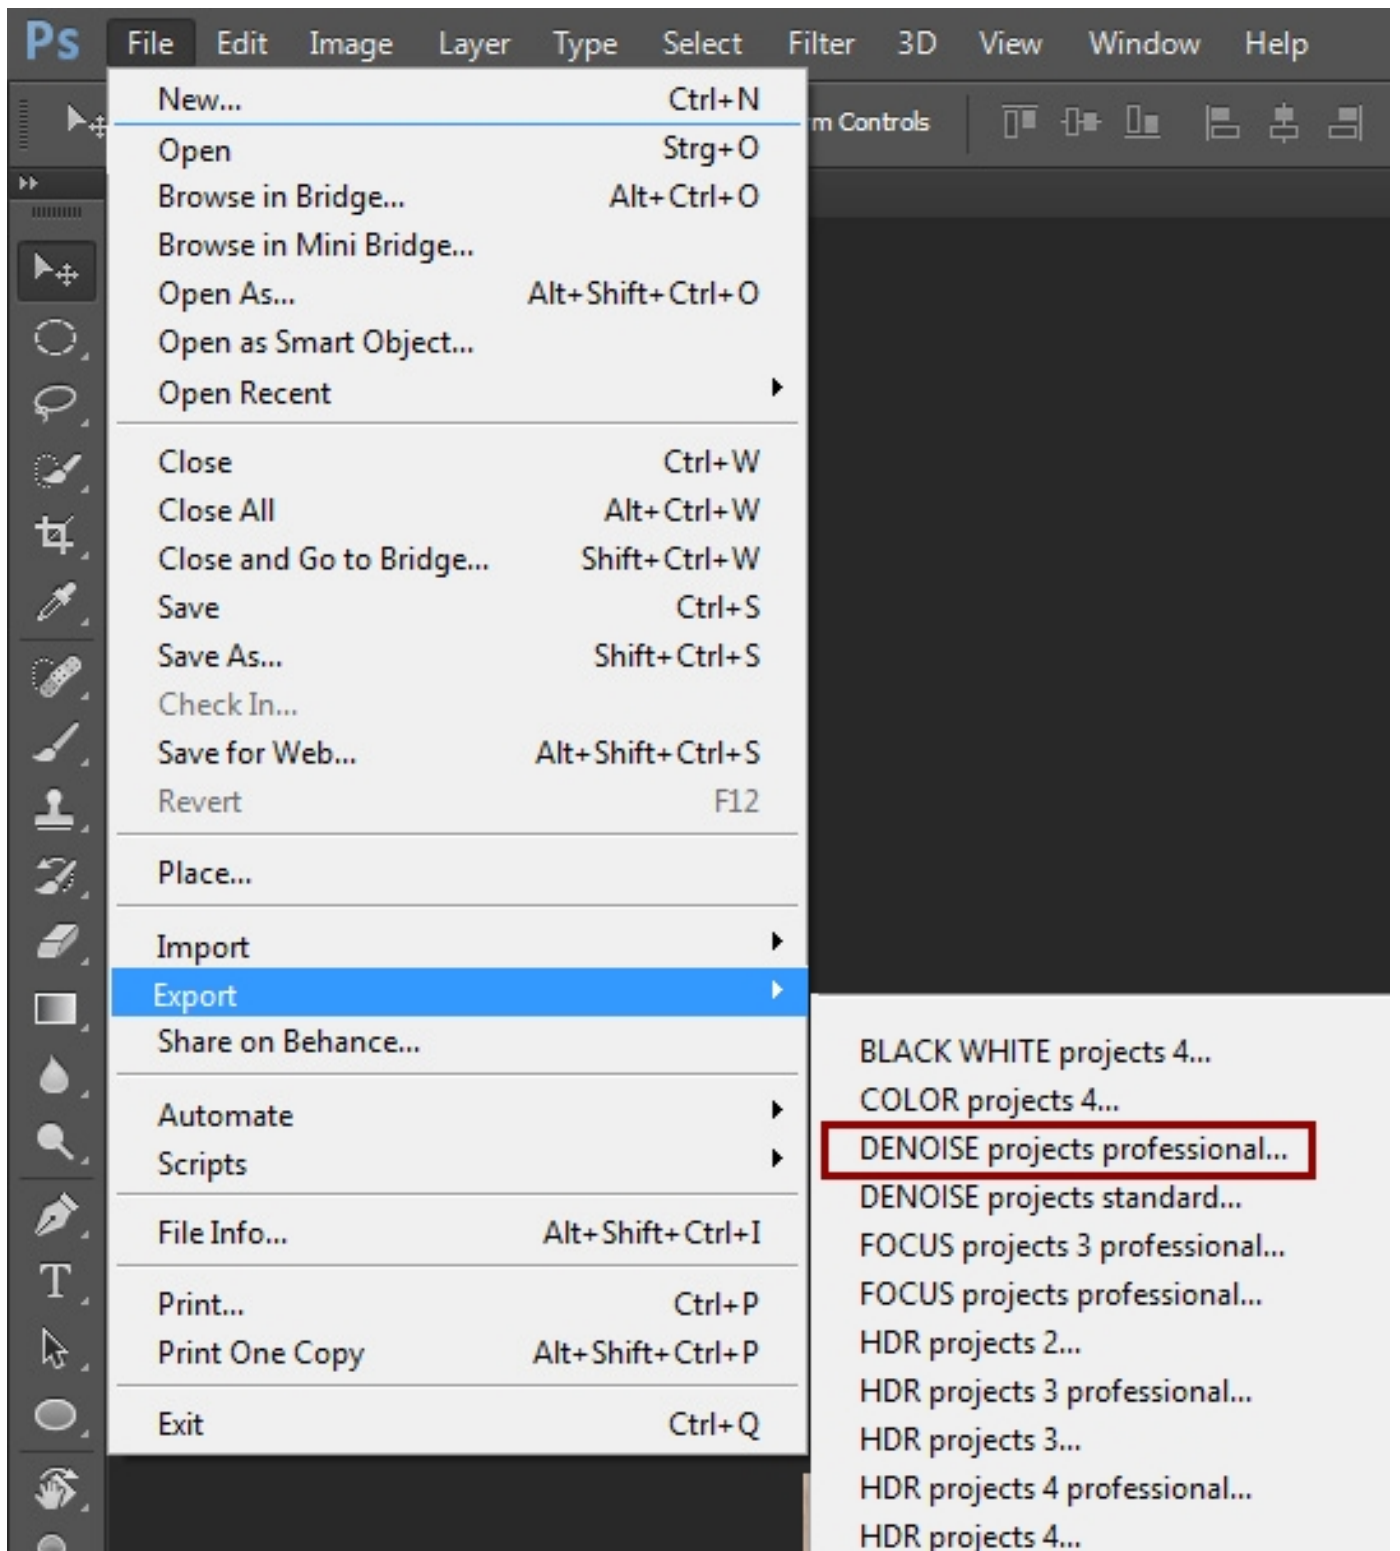 Ps File Edit Image Layer Type Select Filter 3D View Window Help
m Controls
New... Ctrl+N
Open Strg+O
Browse in Bridge... Alt+Ctrl+O
Browse in Mini Bridge...
Open As... Alt+Shift+Ctrl+O
Open as Smart Object...
Open Recent
Close Ctrl+W
Close All Alt+Ctrl+W
Close and Go to Bridge... Shift+Ctrl+W
Save Ctrl+S
Save As... Shift+Ctrl+S
Check In...
Save for Web... Alt+Shift+Ctrl+S
Revert F12
Place...
Import
Export
Share on Behance...
Automate
Scripts
File Info... Alt+Shift+Ctrl+I
Print... Ctrl+P
Print One Copy Alt+Shift+Ctrl+P
Exit Ctrl+Q
BLACK WHITE projects 4...
COLOR projects 4...
DENOISE projects professional...
DENOISE projects standard...
FOCUS projects 3 professional...
FOCUS projects professional...
HDR projects 2...
HDR projects 3 professional...
HDR projects 3...
HDR projects 4 professional...
HDR projects 4...